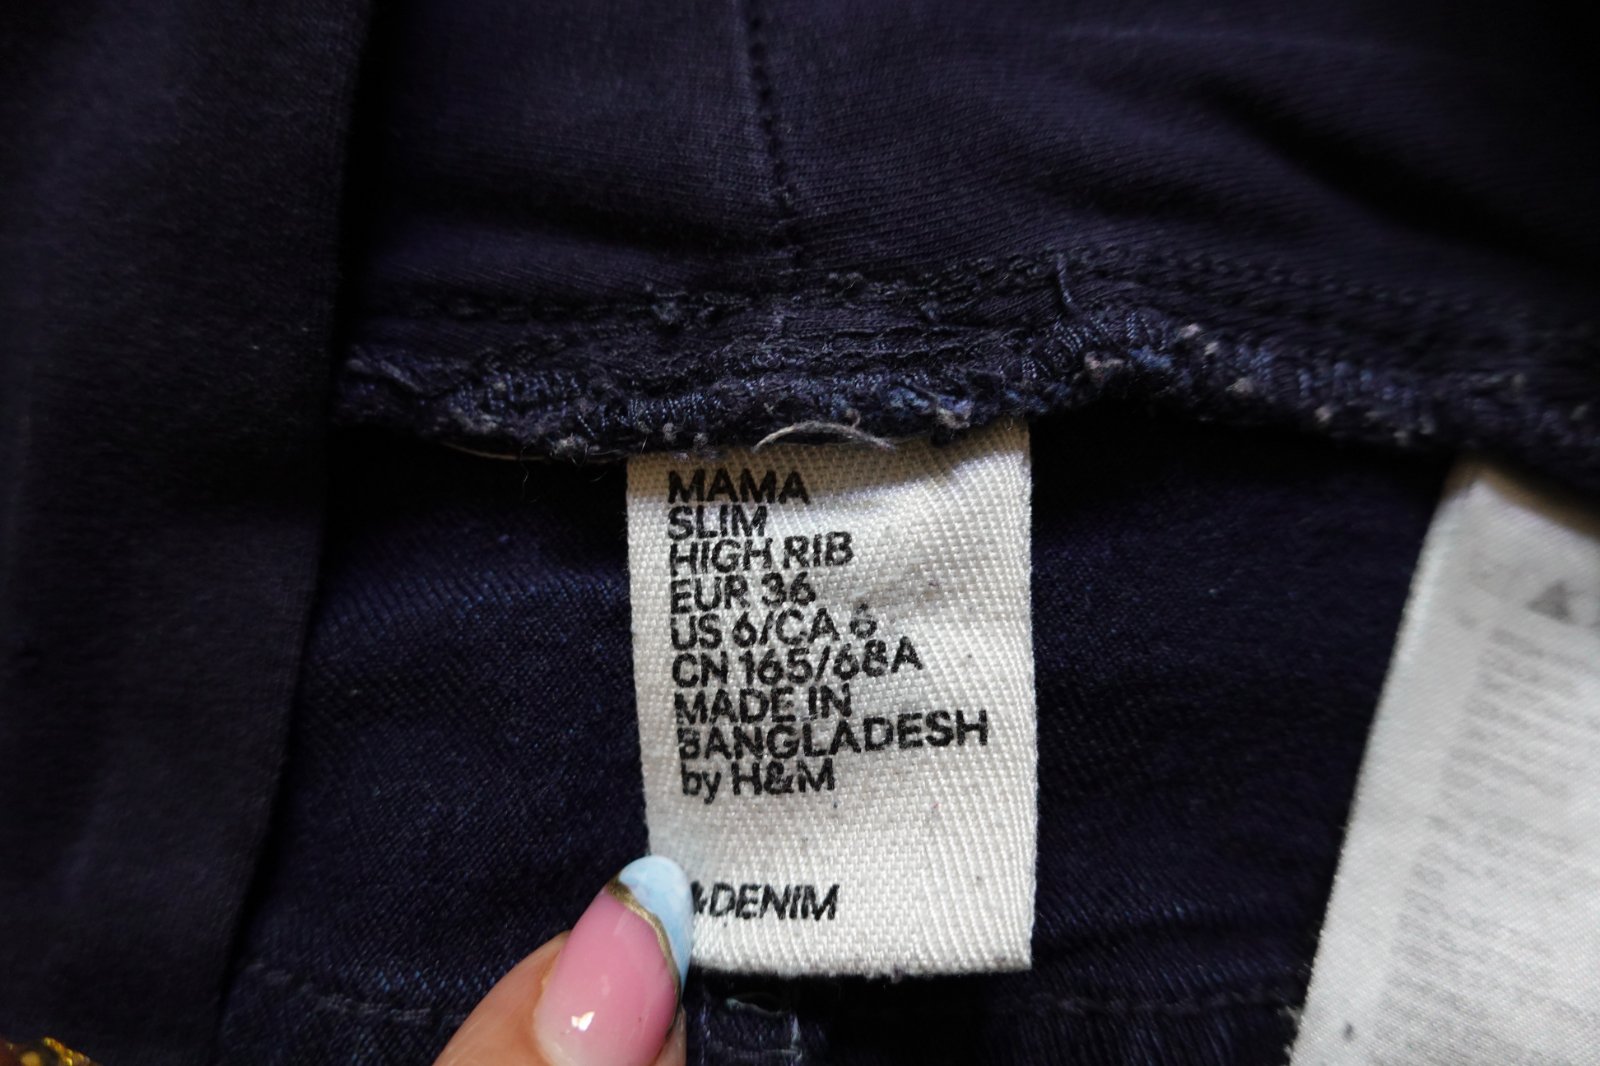 MAMA
SLIM
HIGH RIB
EUR 36
US 6/CA 6
CN 165/68A
MADE IN
BANGLADESH
by H&M
&DENIM